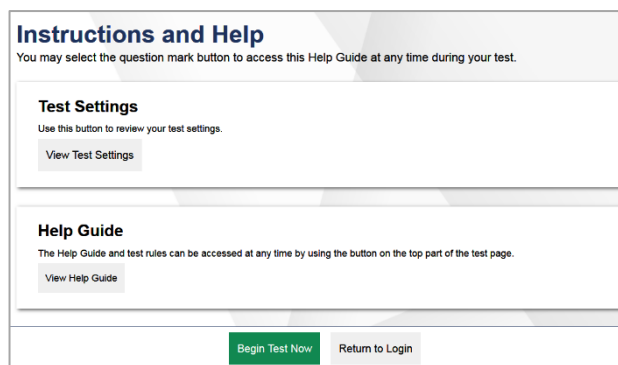 Instructions and Help
You may select the question mark button to access this Help Guide at any time during your test.
Test Settings
Use this button to review your test settings.
View Test Settings
Help Guide
The Help Guide and test rules can be accessed at any time by using the button on the top part of the test page.
View Help Guide
Begin Test Now
Return to Login